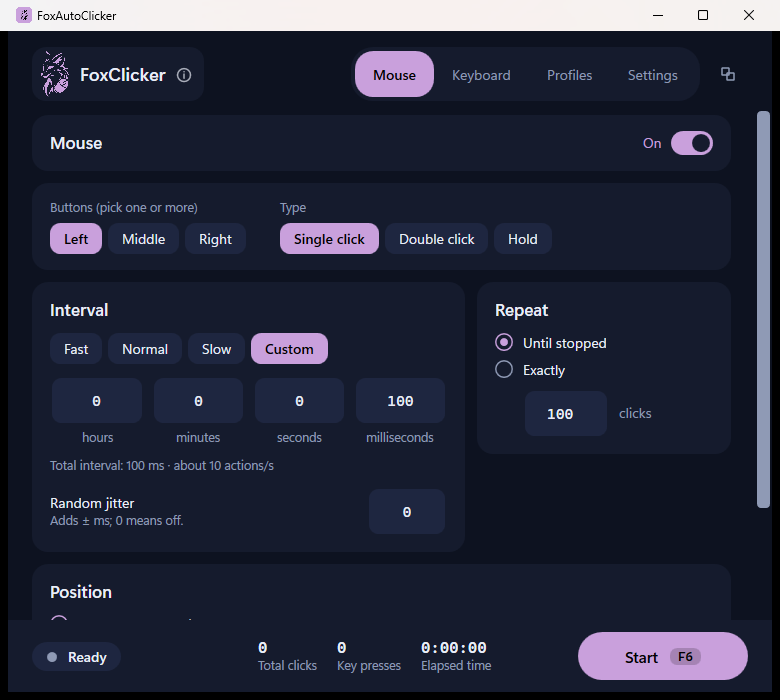 FoxAutoClicker
FoxClicker
Mouse Keyboard Profiles Settings
Mouse
On
Buttons (pick one or more)
Left Middle Right
Type
Single click Double click Hold
Interval
Fast Normal Slow Custom
0 0 0 100
hours minutes seconds milliseconds
Total interval: 100 ms · about 10 actions/s
Random jitter
Adds ± ms; 0 means off.
0
Repeat
Until stopped
Exactly
100 clicks
Position
Ready
0 0 0:00:00
Total clicks Key presses Elapsed time
Start F6